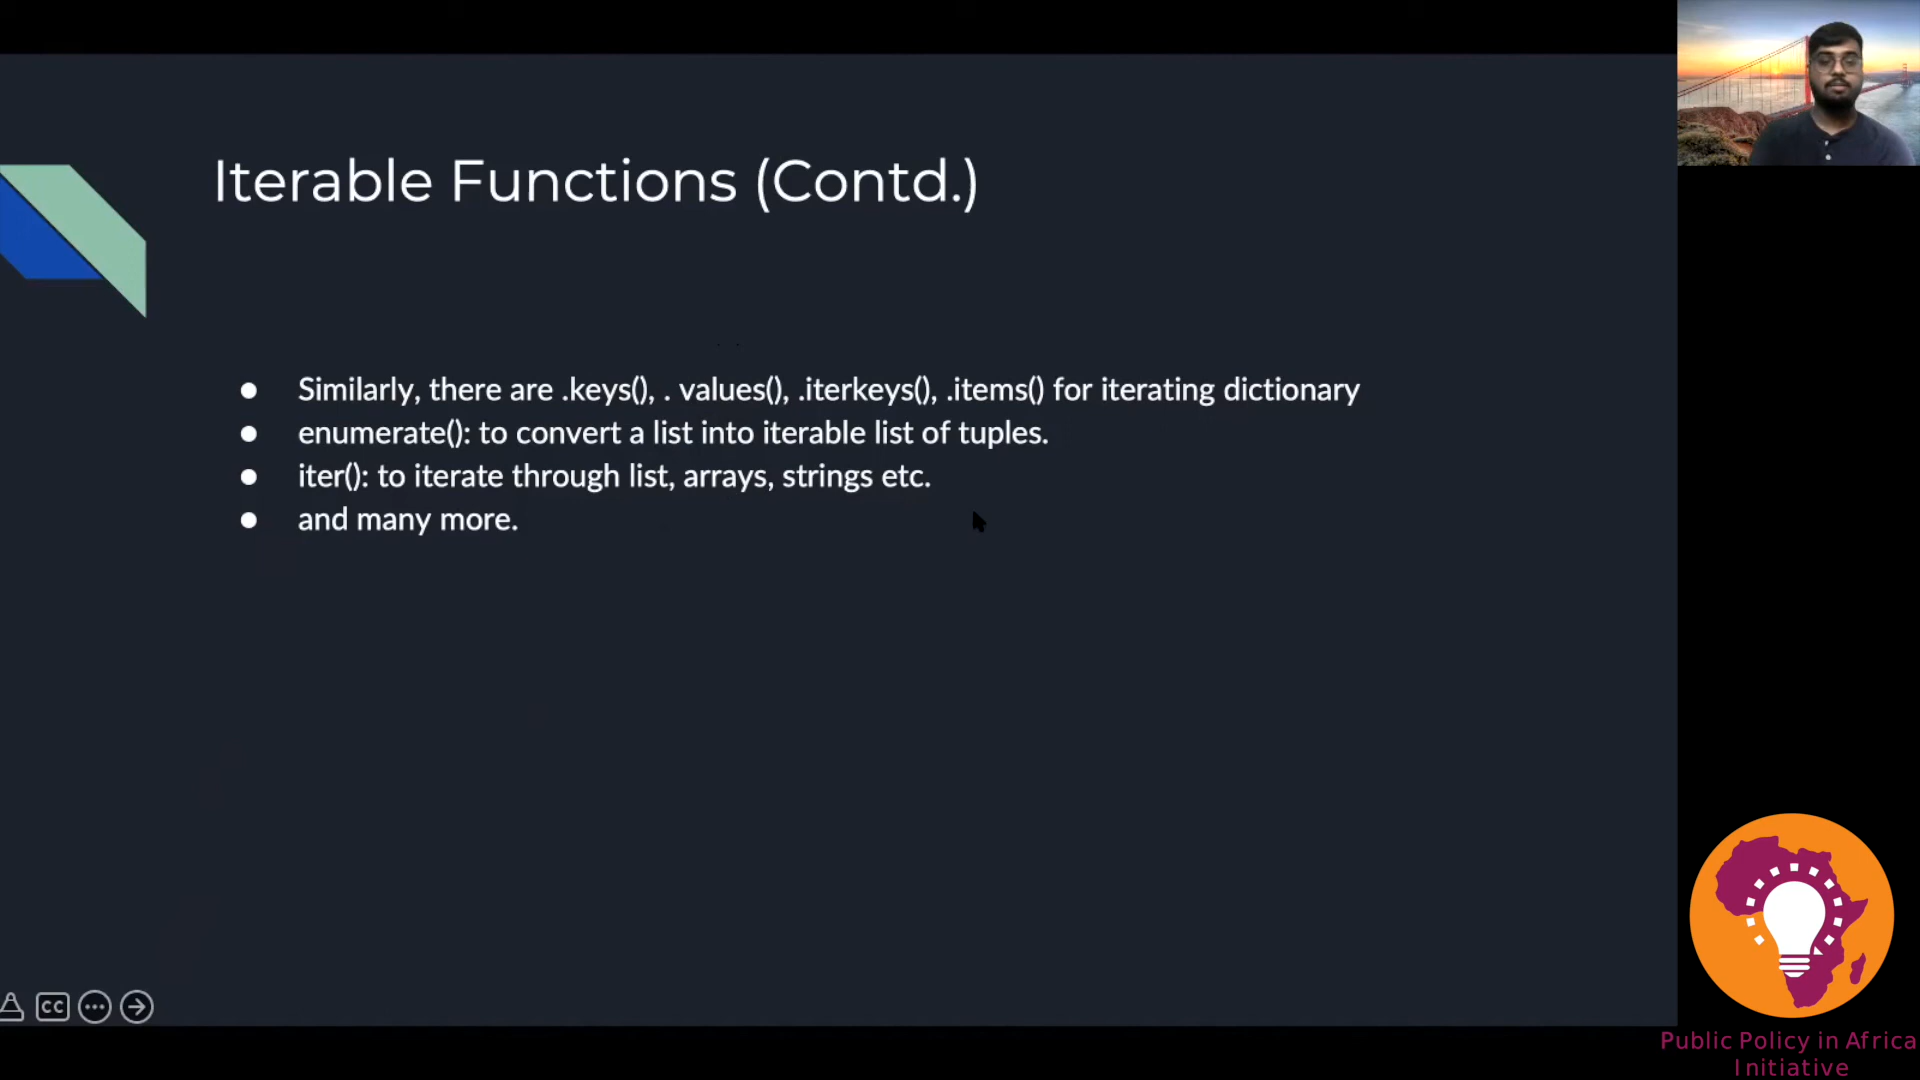 Iterable Functions (Contd.)
● Similarly, there are .keys(), . values(), .iterkeys(), .items() for iterating dictionary
● enumerate(): to convert a list into iterable list of tuples.
● iter(): to iterate through list, arrays, strings etc.
● and many more.
CC
Public Policy in Africa
Initiative